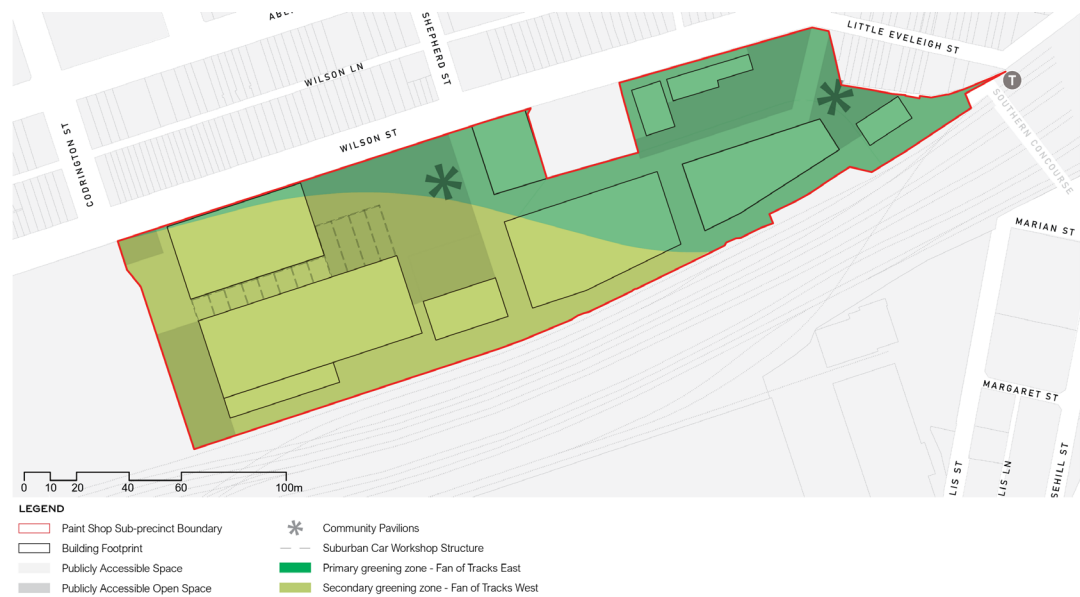 LITTLE EVELEIGH ST
SHEPHERD ST
WILSON LN
WILSON ST
CODRINGTON ST
T
SOUTHERN CONCOURSE
MARIAN ST
MARGARET ST
LIS ST
LIS LN
SEHILL ST
0 10 20 40 60 100m
LEGEND
Paint Shop Sub-precinct Boundary
Building Footprint
Publicly Accessible Space
Publicly Accessible Open Space
Community Pavilions
Suburban Car Workshop Structure
Primary greening zone - Fan of Tracks East
Secondary greening zone - Fan of Tracks West